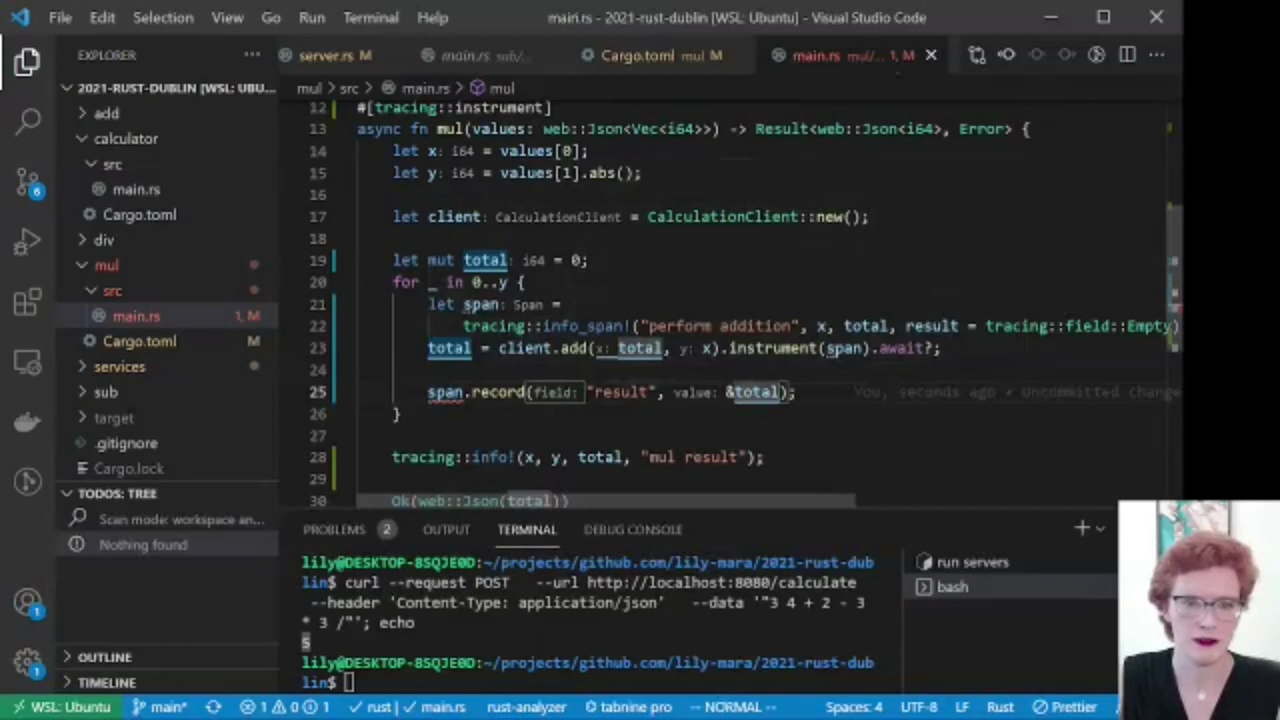 File Edit Selection View Go Run Terminal Help main.rs - 2021-rust-dublin [WSL: Ubuntu] - Visual Studio Code
EXPLORER
server.rs M main.rs sub/... Cargo.toml mul M main.rs mul/... 1, M
2021-RUST-DUBLIN [WSL: UBU...
mul > src > main.rs > mul
add
calculator
src
main.rs
Cargo.toml
div
mul
src
main.rs 1, M
Cargo.toml M
services
sub
target
.gitignore
Cargo.lock
TODOS: TREE
Scan mode: workspace an...
Nothing found
OUTLINE
TIMELINE
12 #[tracing::instrument]
13 async fn mul(values: web::Json<Vec<i64>>) -> Result<web::Json<i64>, Error> {
14 let x: i64 = values[0];
15 let y: i64 = values[1].abs();
16
17 let client: CalculationClient = CalculationClient::new();
18
19 let mut total: i64 = 0;
20 for _ in 0..y {
21 let span: Span =
22 tracing::info_span!("perform addition", x, total, result = tracing::field::Empty)
23 total = client.add(x: total, y: x).instrument(span).await?;
24
25 span.record(field: "result", value: &total); You, seconds ago • Uncommitted change
26 }
27
28 tracing::info!(x, y, total, "mul result");
29
30 Ok(web::Json(total))
PROBLEMS 2 OUTPUT TERMINAL DEBUG CONSOLE
lily@DESKTOP-8SQJE0D:~/projects/github.com/lily-mara/2021-rust-dub
lin$ curl --request POST --url http://localhost:8080/calculate
--header 'Content-Type: application/json' --data '"3 4 + 2 - 3
* 3 /"'; echo
5
lily@DESKTOP-8SQJE0D:~/projects/github.com/lily-mara/2021-rust-dub
lin$
run servers
bash
6
1
1
WSL: Ubuntu main* 1 0 1 rust | main.rs rust-analyzer tabnine pro -- NORMAL -- Spaces: 4 UTF-8 LF Rust Prettier